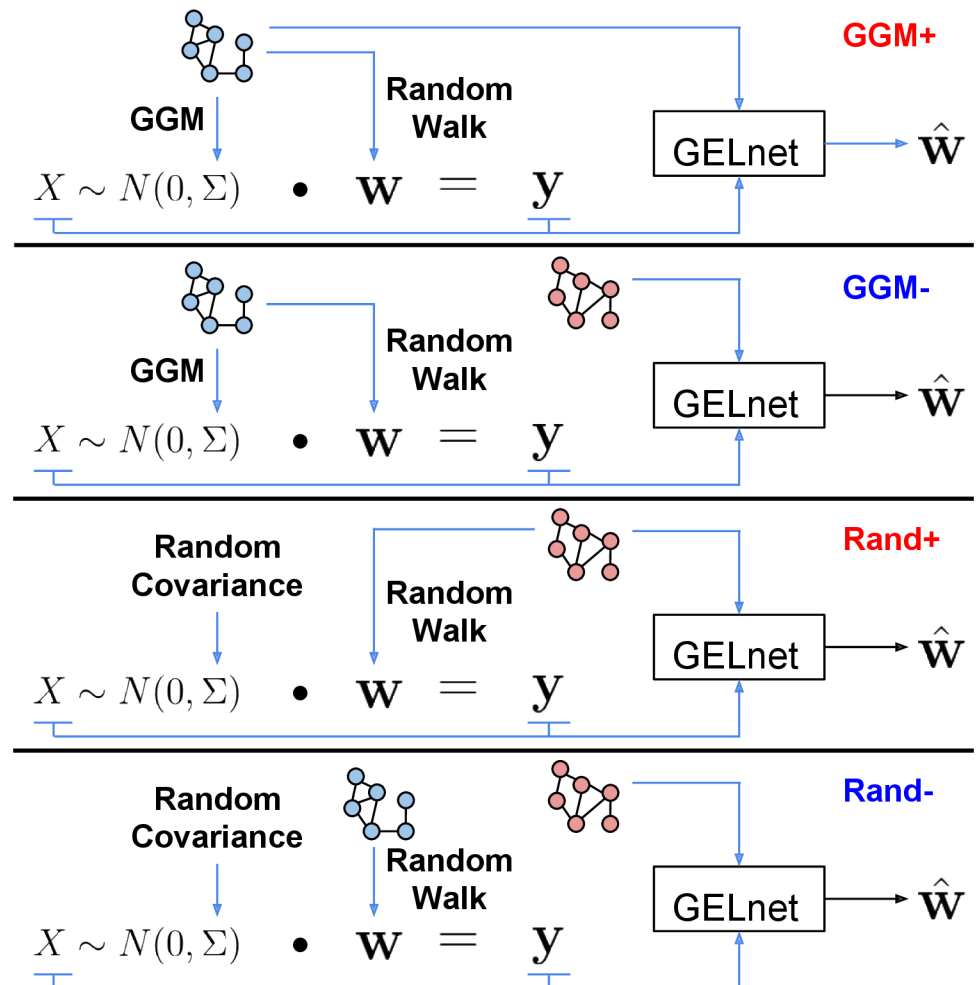 GGM+
GGM
Random
Walk
GELnet
ŵ
X ∼ N(0, Σ) • w = y
GGM-
GGM
Random
Walk
GELnet
ŵ
X ∼ N(0, Σ) • w = y
Rand+
Random
Covariance
Random
Walk
GELnet
ŵ
X ∼ N(0, Σ) • w = y
Rand-
Random
Covariance
Random
Walk
GELnet
ŵ
X ∼ N(0, Σ) • w = y